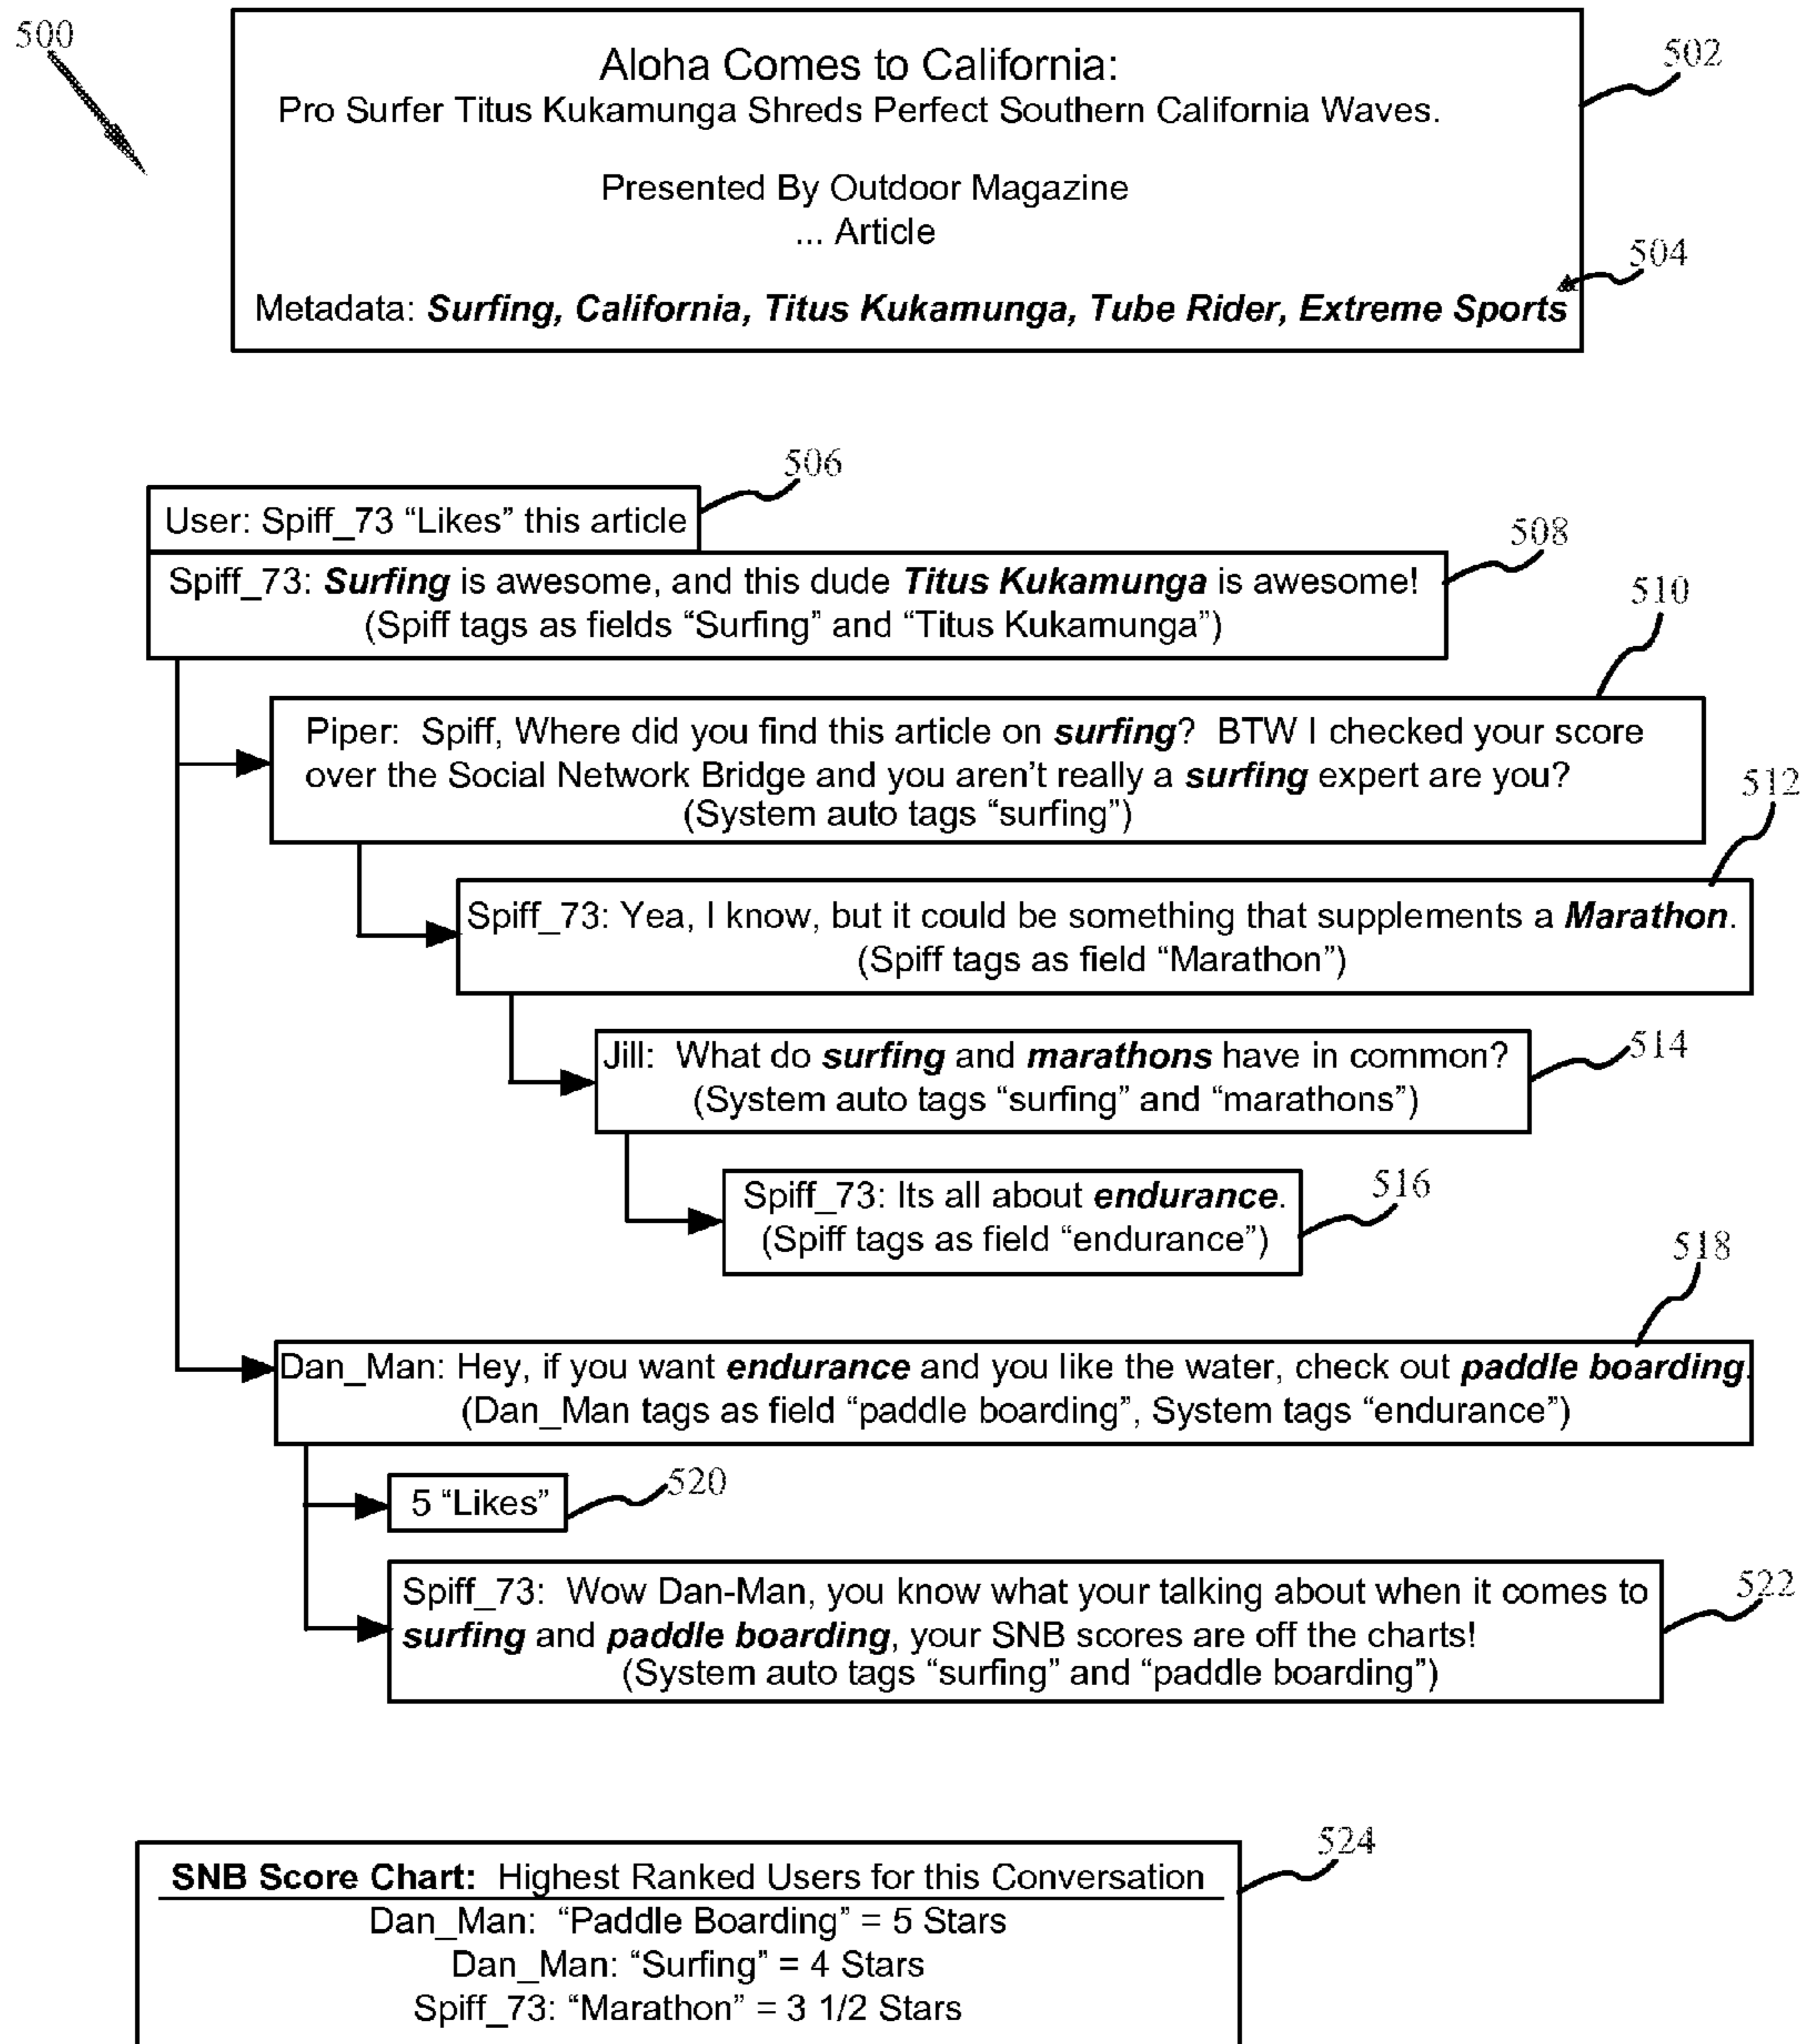 500
Aloha Comes to California:
502
Pro Surfer Titus Kukamunga Shreds Perfect Southern California Waves.
Presented By Outdoor Magazine
... Article
504
Metadata: Surfing, California, Titus Kukamunga, Tube Rider, Extreme Sports
506
User: Spiff_73 “Likes” this article
508
Spiff_73: Surfing is awesome, and this dude Titus Kukamunga is awesome!
(Spiff tags as fields “Surfing” and “Titus Kukamunga”)
510
Piper: Spiff, Where did you find this article on surfing? BTW I checked your score
over the Social Network Bridge and you aren't really a surfing expert are you?
(System auto tags “surfing”)
512
Spiff_73: Yea, I know, but it could be something that supplements a Marathon.
(Spiff tags as field “Marathon”)
Jill: What do surfing and marathons have in common?
514
(System auto tags “surfing” and “marathons”)
Spiff_73: Its all about endurance.
516
(Spiff tags as field “endurance”)
518
Dan_Man: Hey, if you want endurance and you like the water, check out paddle boarding.
(Dan_Man tags as field “paddle boarding”, System tags “endurance”)
5 “Likes”
520
Spiff_73: Wow Dan-Man, you know what your talking about when it comes to
522
surfing and paddle boarding, your SNB scores are off the charts!
(System auto tags “surfing” and “paddle boarding”)
524
SNB Score Chart: Highest Ranked Users for this Conversation
Dan_Man: “Paddle Boarding” = 5 Stars
Dan_Man: “Surfing” = 4 Stars
Spiff_73: “Marathon” = 3 1/2 Stars